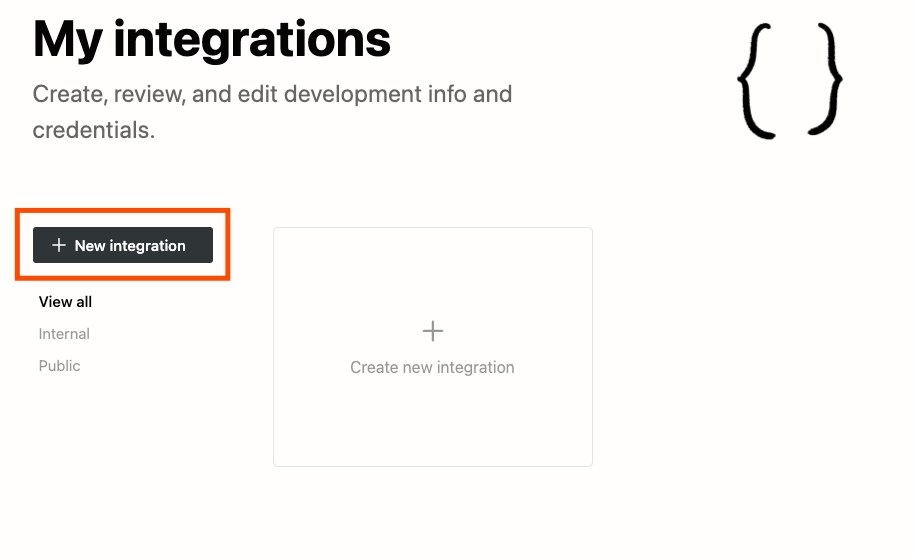 My integrations
Create, review, and edit development info and
credentials.
+ New integration
View all
Internal
Public
+
Create new integration
{ }